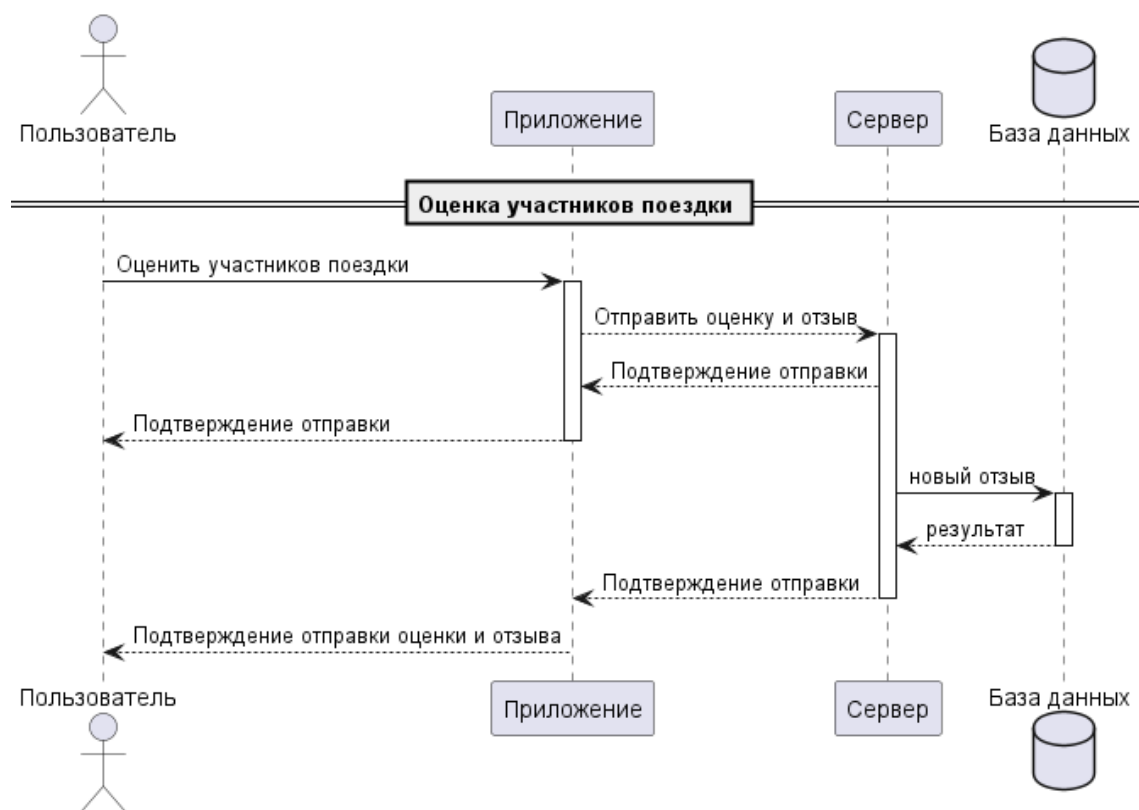 Пользователь
Приложение
Сервер
База данных
Оценка участников поездки
Оценить участников поездки
Отправить оценку и отзыв
Подтверждение отправки
Подтверждение отправки
новый отзыв
результат
Подтверждение отправки
Подтверждение отправки оценки и отзыва
Пользователь
Приложение
Сервер
База данных